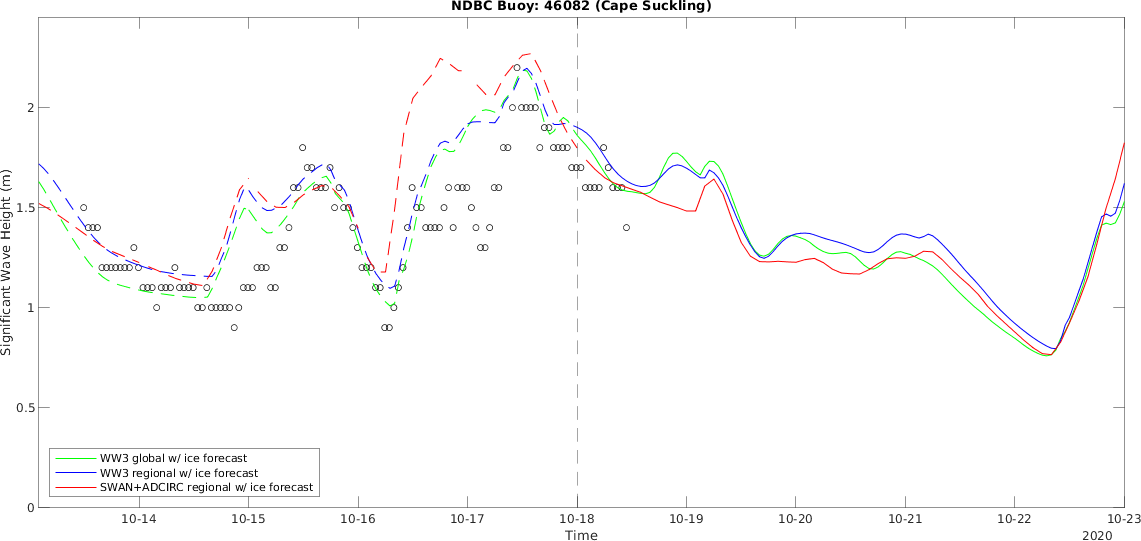 NDBC Buoy: 46082 (Cape Suckling)
Significant Wave Height (m)
2
1.5
1
0.5
0
WW3 global w/ ice forecast
WW3 regional w/ ice forecast
SWAN+ADCIRC regional w/ ice forecast
10-14 10-15 10-16 10-17 10-18 10-19 10-20 10-21 10-22 10-23
Time
2020